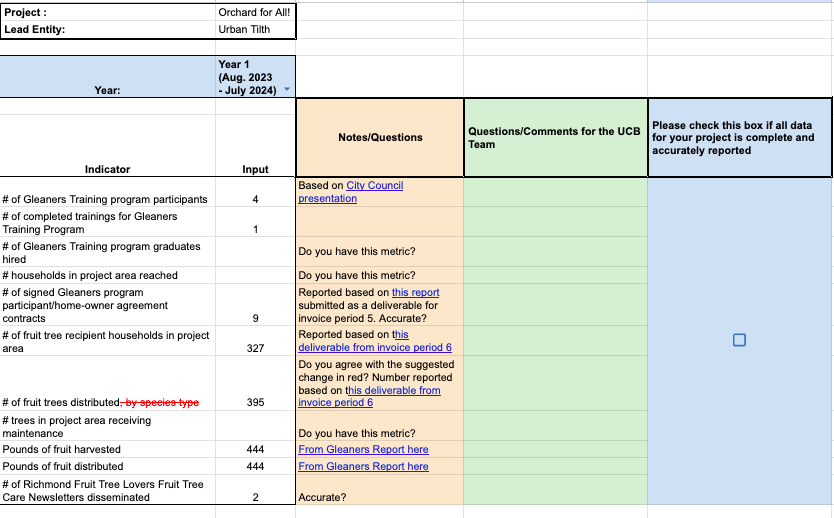 Project :
Orchard for All!
Lead Entity:
Urban Tilth
Year:
Year 1
(Aug. 2023
- July 2024)
Indicator
Input
Notes/Questions
Questions/Comments for the UCB
Team
Please check this box if all data
for your project is complete and
accurately reported
# of Gleaners Training program participants
4
Based on City Council
presentation
# of completed trainings for Gleaners
Training Program
1
# of Gleaners Training program graduates
hired
Do you have this metric?
# households in project area reached
Do you have this metric?
# of signed Gleaners program
participant/home-owner agreement
contracts
9
Reported based on this report
submitted as a deliverable for
invoice period 5. Accurate?
# of fruit tree recipient households in project
area
327
Reported based on this
deliverable from invoice period 6
# of fruit trees distributed, by species type
395
Do you agree with the suggested
change in red? Number reported
based on this deliverable from
invoice period 6
# trees in project area receiving
maintenance
Do you have this metric?
Pounds of fruit harvested
444
From Gleaners Report here
Pounds of fruit distributed
444
From Gleaners Report here
# of Richmond Fruit Tree Lovers Fruit Tree
Care Newsletters disseminated
2
Accurate?